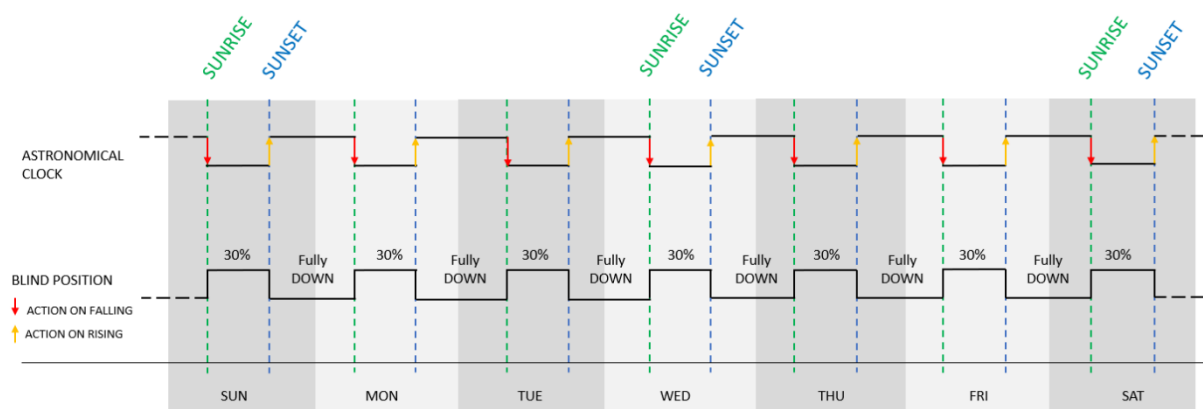 SUNRISE
SUNSET
SUNRISE
SUNSET
SUNRISE
SUNSET
ASTRONOMICAL
CLOCK
30%
Fully
DOWN
30%
Fully
DOWN
30%
Fully
DOWN
30%
Fully
DOWN
30%
Fully
DOWN
30%
Fully
DOWN
30%
BLIND POSITION
ACTION ON FALLING
ACTION ON RISING
SUN
MON
TUE
WED
THU
FRI
SAT